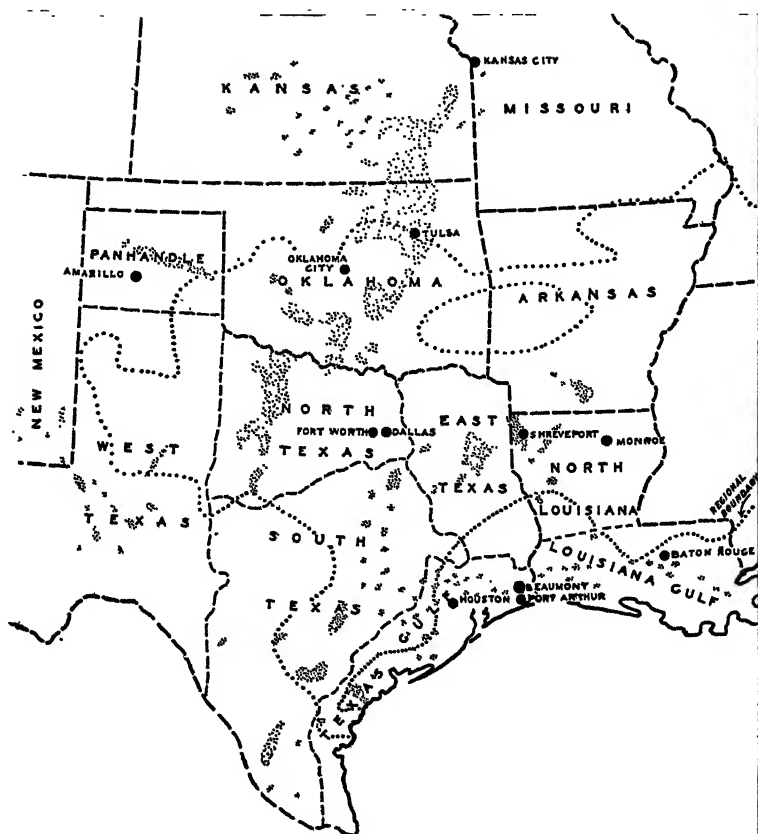 KANSAS CITY
KANSAS
MISSOURI
TULSA
PANHANDLE
OKLAHOMA
CITY
AMARILLO
OKLAHOMA
ARKANSAS
NEW MEXICO
NORTH
TEXAS
FORT WORTH
DALLAS
EAST
TEXAS
SHREVEPORT
MONROE
NORTH
LOUISIANA
WEST
TEXAS
REGIONAL
BOUNDARY
SOUTH
TEXAS
BATON ROUGE
LOUISIANA GULF
BEAUMONT
HOUSTON
PORT ARTHUR
TEXAS GULF